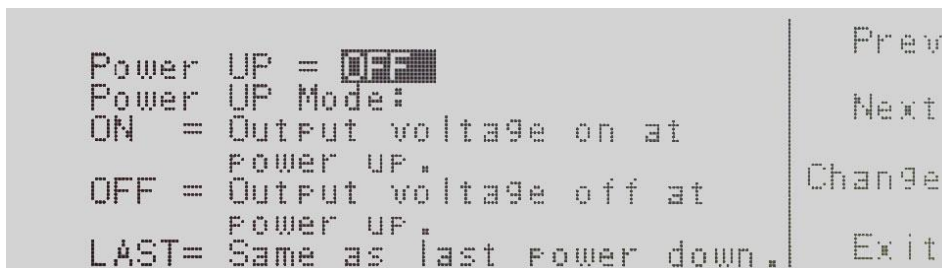 Power UP = OFF
Power UP Mode:
ON = Output voltage on at
power up.
OFF = Output voltage off at
power up.
LAST= Same as last power down.
Prev
Next
Change
Exit